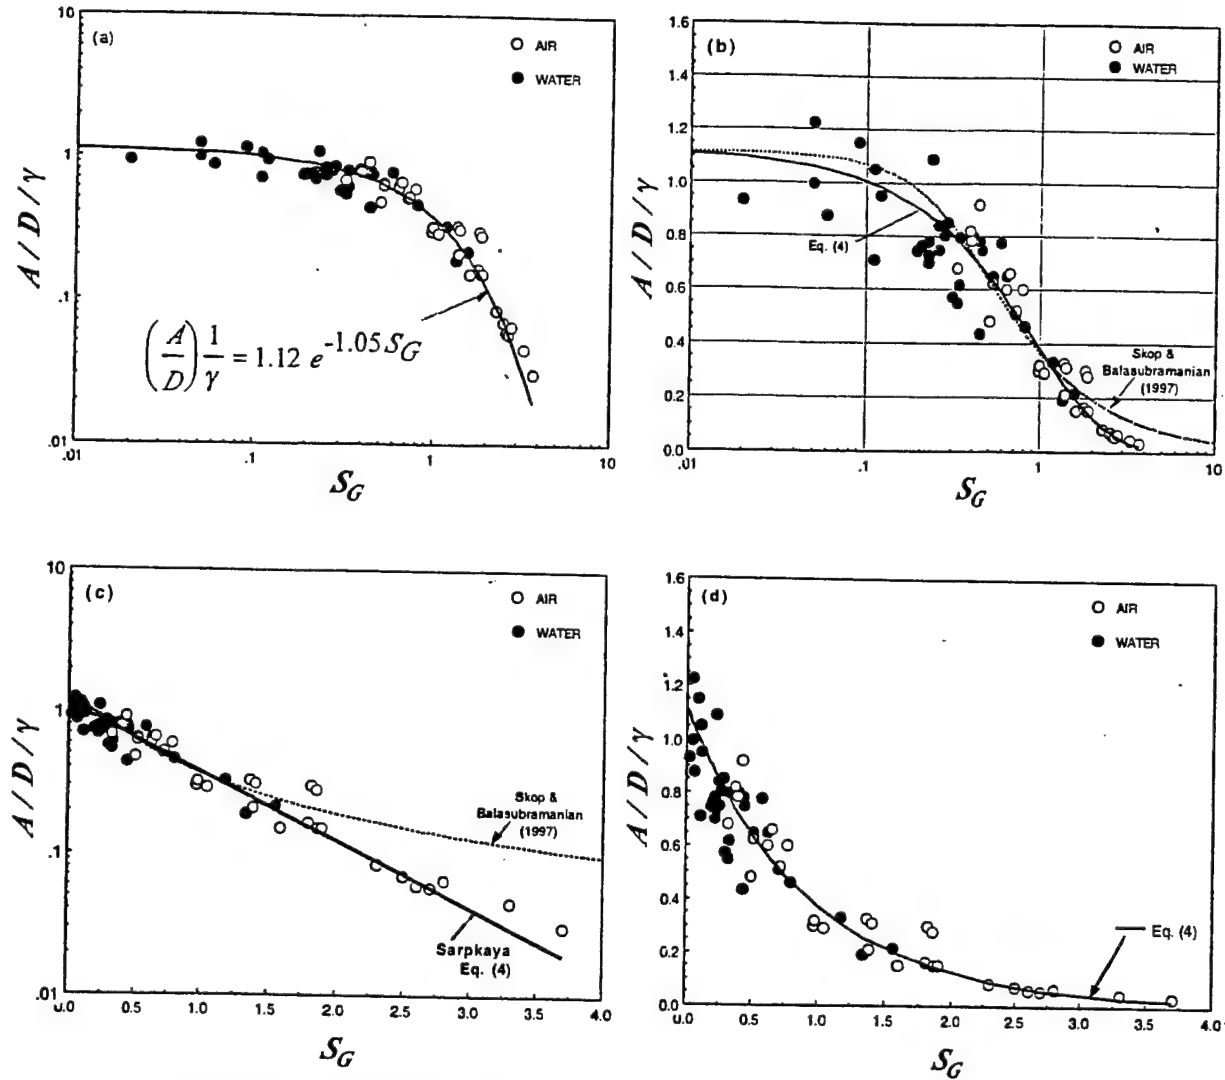 (a)
AIR
WATER
10
1
.1
.01
A/D/γ
(A/D) 1/γ = 1.12 e^-1.05 S_G
.01 .1 1 10
S_G
(b)
AIR
WATER
1.6
1.4
1.2
1.0
0.8
0.6
0.4
0.2
0.0
A/D/γ
Eq. (4)
Skop &
Balasubramanian
(1997)
.01 .1 1 10
S_G
(c)
AIR
WATER
10
1
.1
.01
A/D/γ
Skop &
Balasubramanian
(1997)
Sarpkaya
Eq. (4)
0.0 0.5 1.0 1.5 2.0 2.5 3.0 3.5 4.0
S_G
(d)
AIR
WATER
1.6
1.4
1.2
1.0
0.8
0.6
0.4
0.2
0.0
A/D/γ
Eq. (4)
0.0 0.5 1.0 1.5 2.0 2.5 3.0 3.5 4.0
S_G